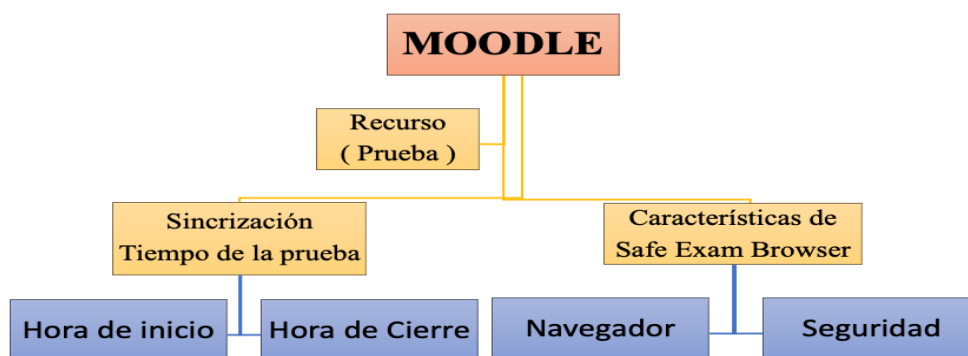 MOODLE
Recurso
( Prueba )
Sincrización
Tiempo de la prueba
Características de
Safe Exam Browser
Hora de inicio
Hora de Cierre
Navegador
Seguridad